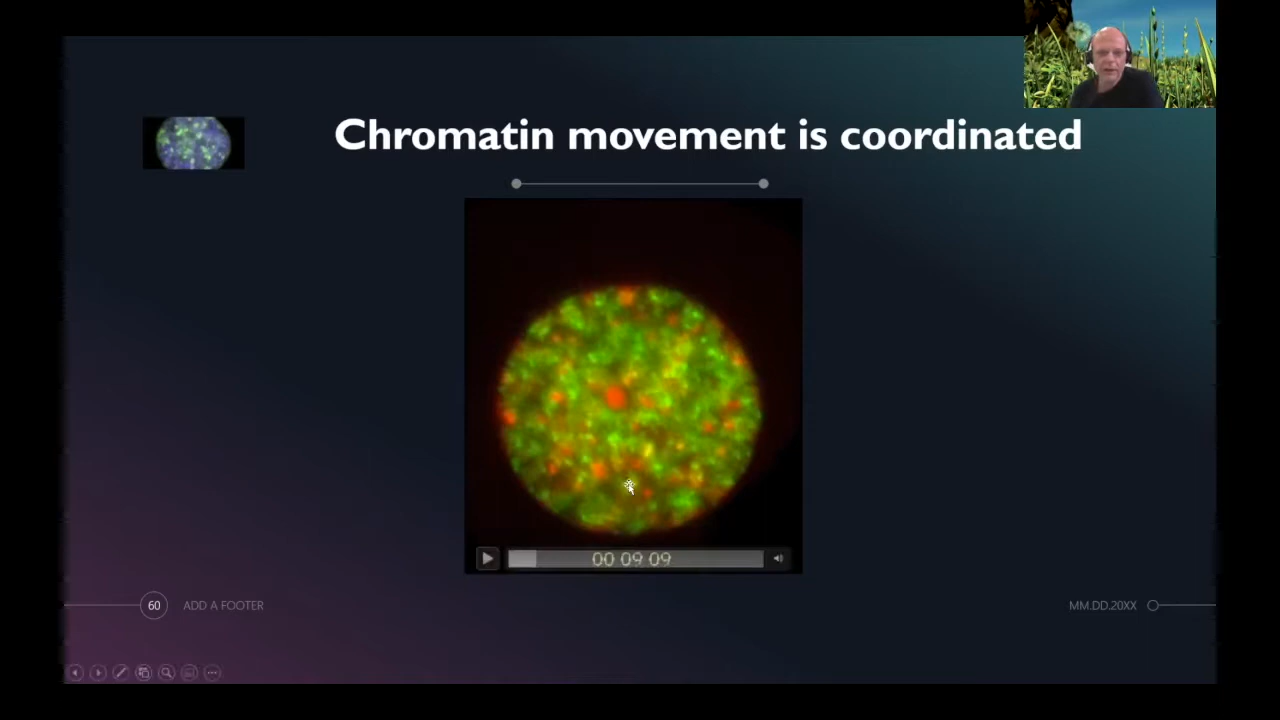 Chromatin movement is coordinated
00 09 09
60
ADD A FOOTER
MM.DD.20XX